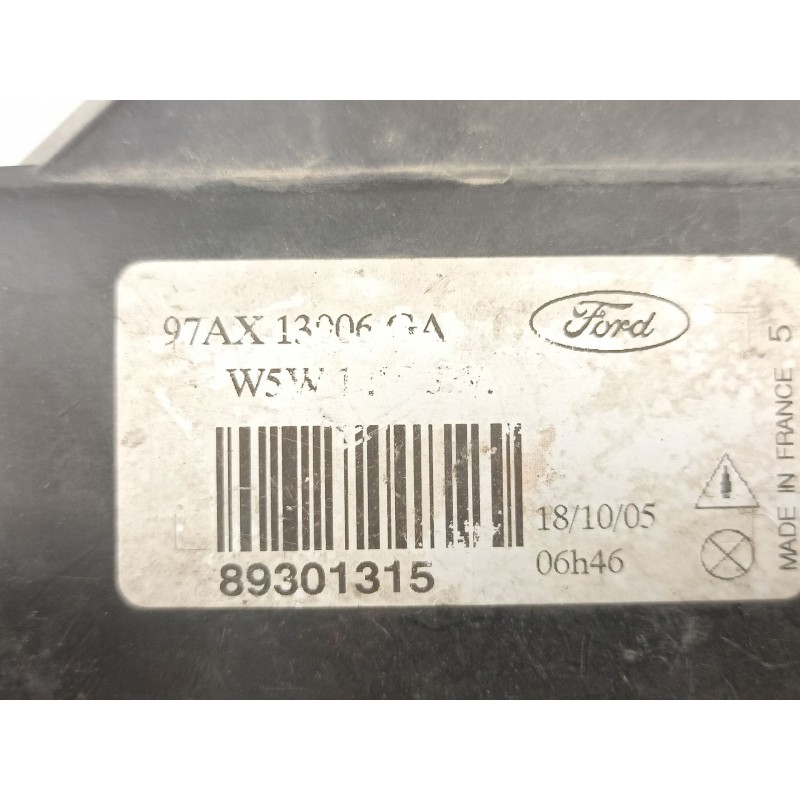 97AX 13006 GA
Ford
W5W
89301315
18/10/05
06h46
MADE IN FRANCE 5